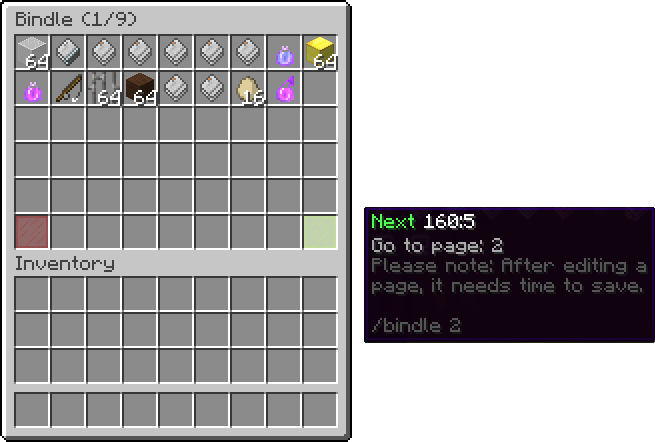 Bindle (1/9)
64
64
64
64
16
Next 160:5
Go to page: 2
Please note: After editing a
page, it needs time to save.
/bindle 2
Inventory